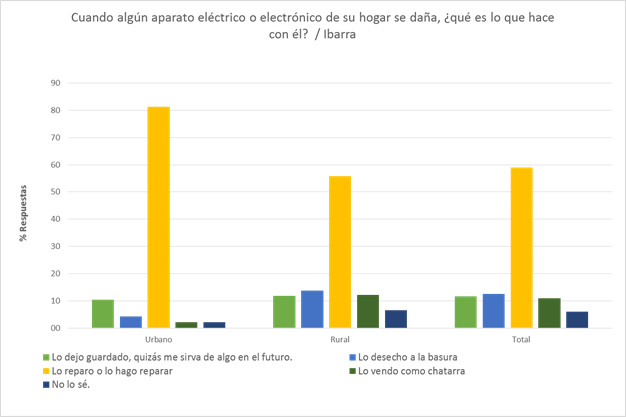 Cuando algún aparato eléctrico o electrónico de su hogar se daña, ¿qué es lo que hace
con él?  / Ibarra
90
80
70
60
50
40
30
20
10
00
% Respuestas
Urbano
Rural
Total
Lo dejo guardado, quizás me sirva de algo en el futuro.
Lo desecho a la basura
Lo reparo o lo hago reparar
Lo vendo como chatarra
No lo sé.